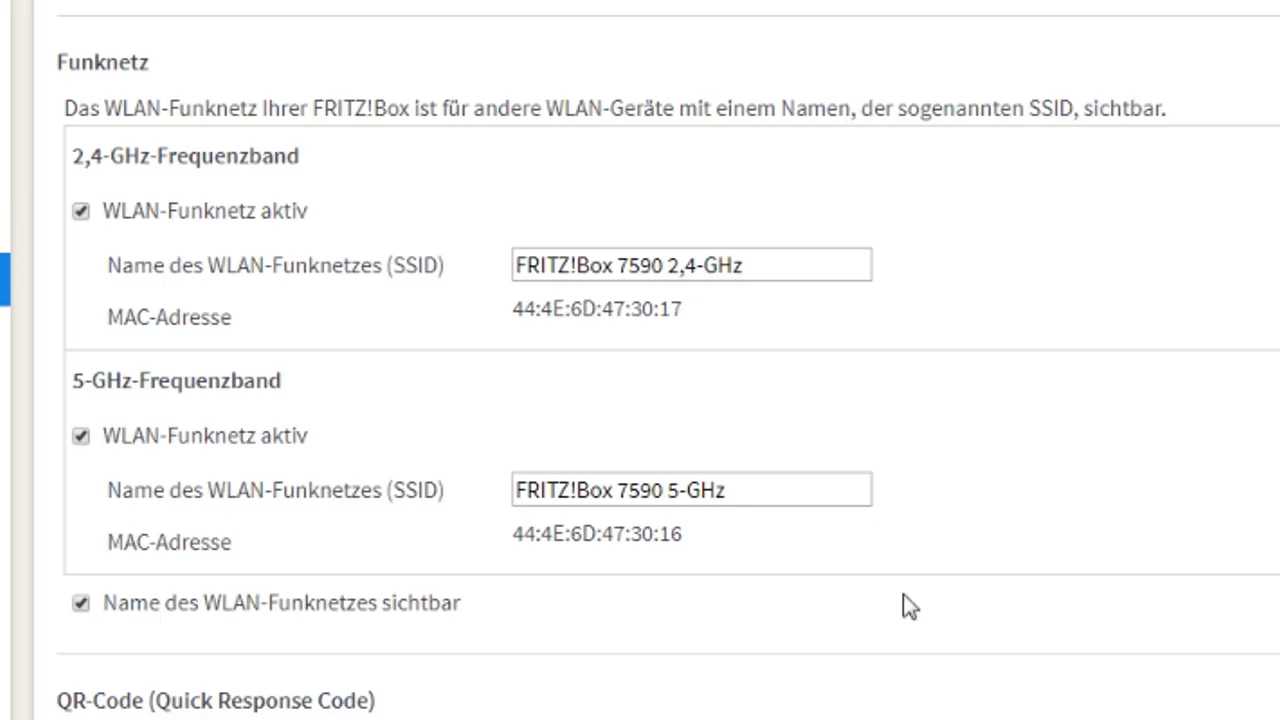 Funknetz
Das WLAN-Funknetz Ihrer FRITZ!Box ist für andere WLAN-Geräte mit einem Namen, der sogenannten SSID, sichtbar.
2,4-GHz-Frequenzband
WLAN-Funknetz aktiv
Name des WLAN-Funknetzes (SSID) FRITZ!Box 7590 2,4-GHz
MAC-Adresse 44:4E:6D:47:30:17
5-GHz-Frequenzband
WLAN-Funknetz aktiv
Name des WLAN-Funknetzes (SSID) FRITZ!Box 7590 5-GHz
MAC-Adresse 44:4E:6D:47:30:16
Name des WLAN-Funknetzes sichtbar
QR-Code (Quick Response Code)